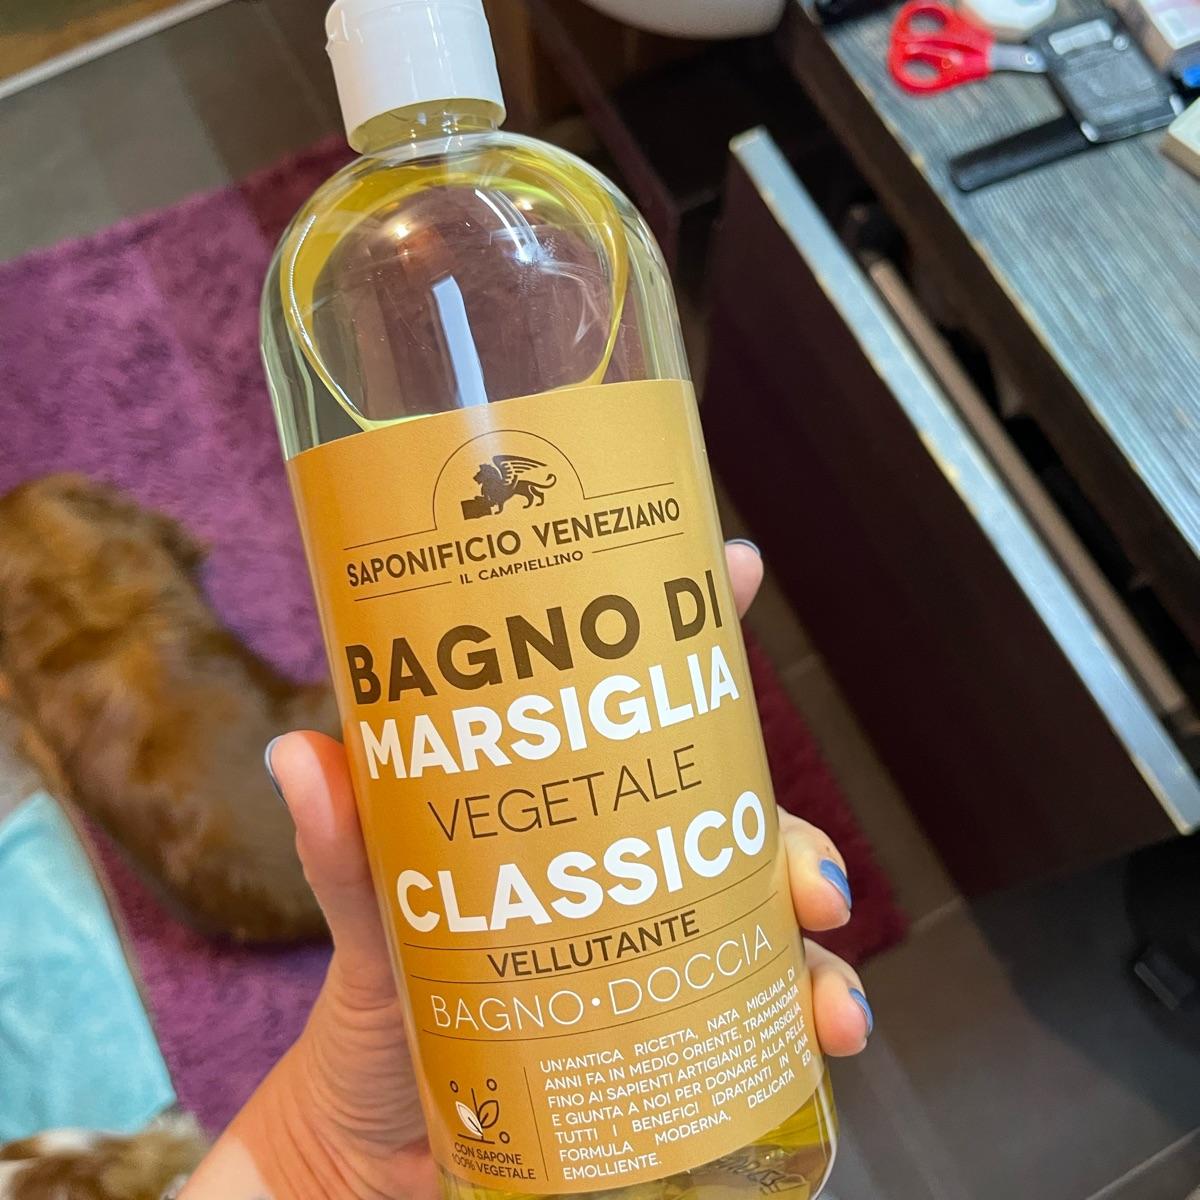 SAPONIFICIO VENEZIANO
IL CAMPIELLINO
BAGNO DI
MARSIGLIA
VEGETALE
CLASSICO
VELLUTANTE
BAGNO•DOCCIA
UN'ANTICA RICETTA, NATA MIGLIAIA DI
ANNI FA IN MEDIO ORIENTE, TRAMANDATA
FINO AI SAPIENTI ARTIGIANI DI MARSIGLIA
E GIUNTA A NOI PER DONARE ALLA PELLE
TUTTI I BENEFICI IDRATANTI IN UNA
FORMULA MODERNA, DELICATA ED
EMOLLIENTE.
CON SAPONE
100% VEGETALE